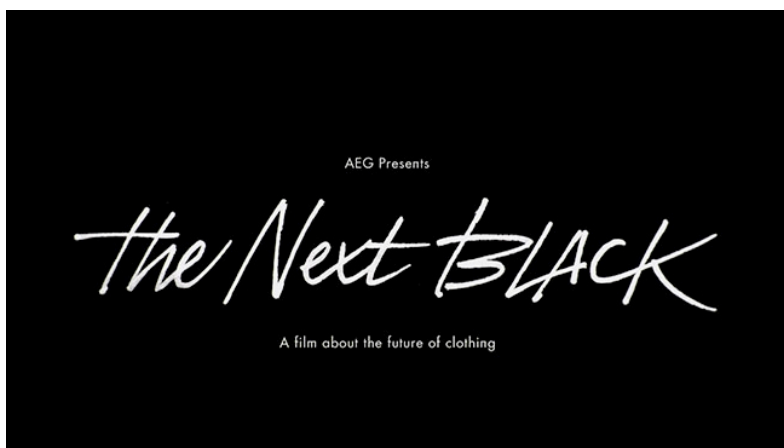 AEG Presents
The Next BLACK
A film about the future of clothing